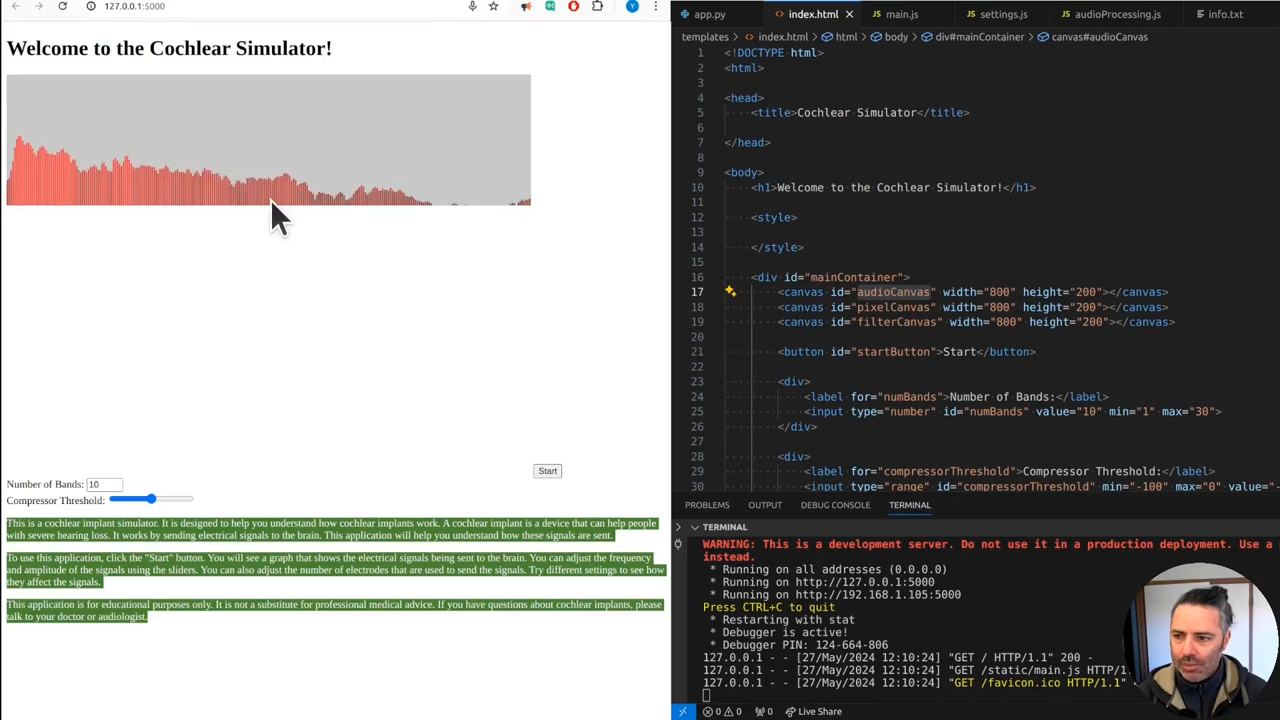 127.0.0.1:5000
Y
Welcome to the Cochlear Simulator!
Start
Number of Bands: 10
Compressor Threshold:
This is a cochlear implant simulator. It is designed to help you understand how cochlear implants work. A cochlear implant is a device that can help people
with severe hearing loss. It works by sending electrical signals to the brain. This application will help you understand how these signals are sent.
To use this application, click the "Start" button. You will see a graph that shows the electrical signals being sent to the brain. You can adjust the frequency
and amplitude of the signals using the sliders. You can also adjust the number of electrodes that are used to send the signals. Try different settings to see how
they affect the signals.
This application is for educational purposes only. It is not a substitute for professional medical advice. If you have questions about cochlear implants, please
talk to your doctor or audiologist.
app.py index.html main.js settings.js audioProcessing.js info.txt
templates > index.html > html > body > div#mainContainer > canvas#audioCanvas
1 <!DOCTYPE html>
2 <html>
3
4 <head>
5 <title>Cochlear Simulator</title>
6
7 </head>
8
9 <body>
10 <h1>Welcome to the Cochlear Simulator!</h1>
11
12 <style>
13
14 </style>
15
16 <div id="mainContainer">
17 <canvas id="audioCanvas" width="800" height="200"></canvas>
18 <canvas id="pixelCanvas" width="800" height="200"></canvas>
19 <canvas id="filterCanvas" width="800" height="200"></canvas>
20
21 <button id="startButton">Start</button>
22
23 <div>
24 <label for="numBands">Number of Bands:</label>
25 <input type="number" id="numBands" value="10" min="1" max="30">
26 </div>
27
28 <div>
29 <label for="compressorThreshold">Compressor Threshold:</label>
30 <input type="range" id="compressorThreshold" min="-100" max="0" value="-
PROBLEMS OUTPUT DEBUG CONSOLE TERMINAL
TERMINAL
WARNING: This is a development server. Do not use it in a production deployment. Use a
instead.
* Running on all addresses (0.0.0.0)
* Running on http://127.0.0.1:5000
* Running on http://192.168.1.105:5000
Press CTRL+C to quit
* Restarting with stat
* Debugger is active!
* Debugger PIN: 124-664-806
127.0.0.1 - - [27/May/2024 12:10:24] "GET / HTTP/1.1" 200 -
127.0.0.1 - - [27/May/2024 12:10:24] "GET /static/main.js HTTP/1.
127.0.0.1 - - [27/May/2024 12:10:24] "GET /favicon.ico HTTP/1.1"
0 0 0 Live Share